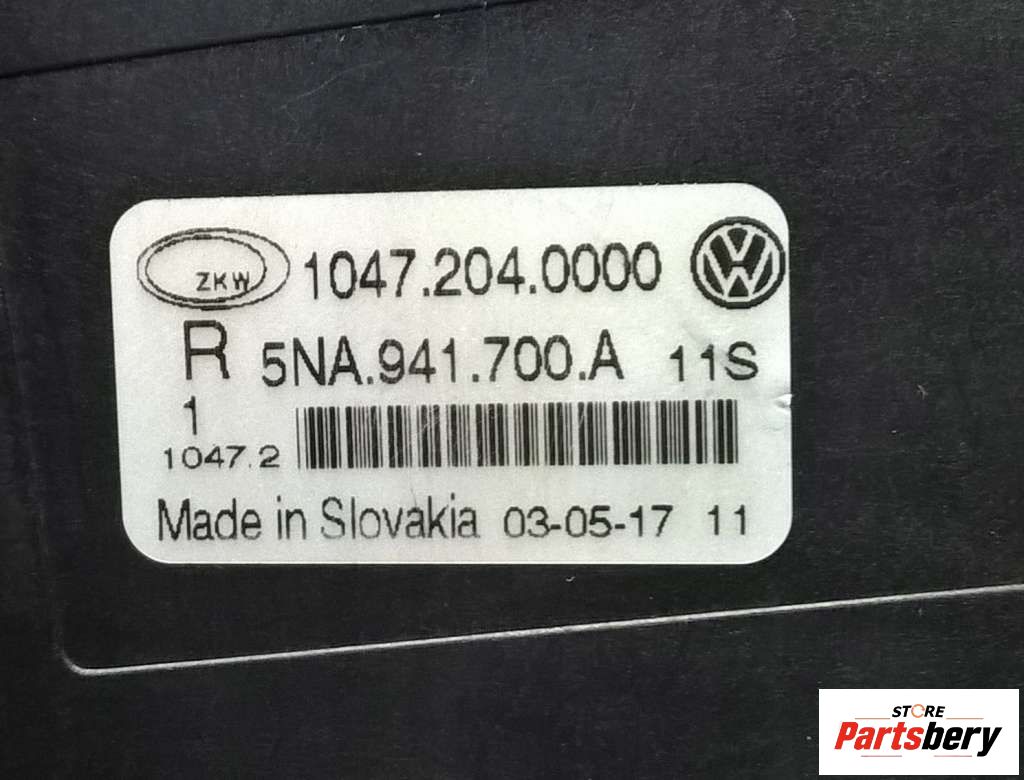 ZKW 1047.204.0000
R 5NA.941.700.A 11S
1
1047.2
Made in Slovakia 03-05-17 11
STORE
Partsbery